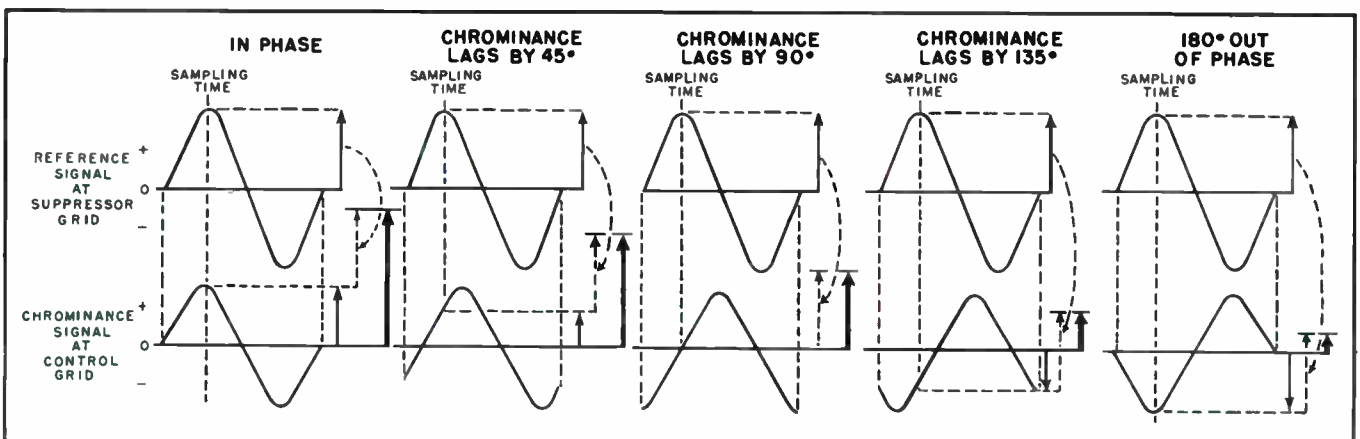 IN PHASE
CHROMINANCE
LAGS BY 45°
CHROMINANCE
LAGS BY 90°
CHROMINANCE
LAGS BY 135°
180° OUT
OF PHASE
SAMPLING
TIME
SAMPLING
TIME
SAMPLING
TIME
SAMPLING
TIME
SAMPLING
TIME
REFERENCE
SIGNAL
AT
SUPPRESSOR
GRID
+
0
–
CHROMINANCE
SIGNAL
AT
CONTROL
GRID
+
0
–